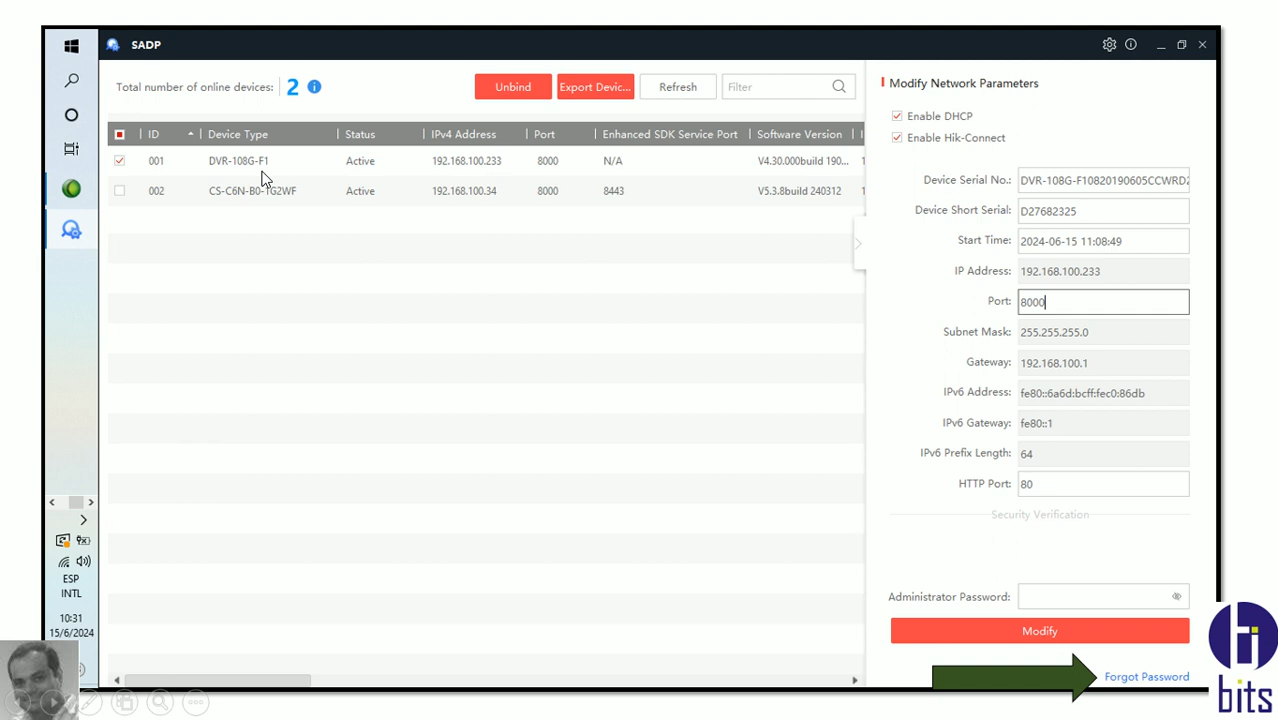 SADP
Total number of online devices: 2
Unbind
Export Devic...
Refresh
Filter
ID Device Type Status IPv4 Address Port Enhanced SDK Service Port Software Version
001 DVR-108G-F1 Active 192.168.100.233 8000 N/A V4.30.000build 190...
002 CS-C6N-B0-1G2WF Active 192.168.100.34 8000 8443 V5.3.8build 240312
Modify Network Parameters
Enable DHCP
Enable Hik-Connect
Device Serial No.: DVR-108G-F10820190605CCWRD2
Device Short Serial: D27682325
Start Time: 2024-06-15 11:08:49
IP Address: 192.168.100.233
Port: 8000
Subnet Mask: 255.255.255.0
Gateway: 192.168.100.1
IPv6 Address: fe80::6a6d:bcff:fec0:86db
IPv6 Gateway: fe80::1
IPv6 Prefix Length: 64
HTTP Port: 80
Security Verification
Administrator Password:
Modify
Forgot Password
ESP
INTL
10:31
15/6/2024
bits